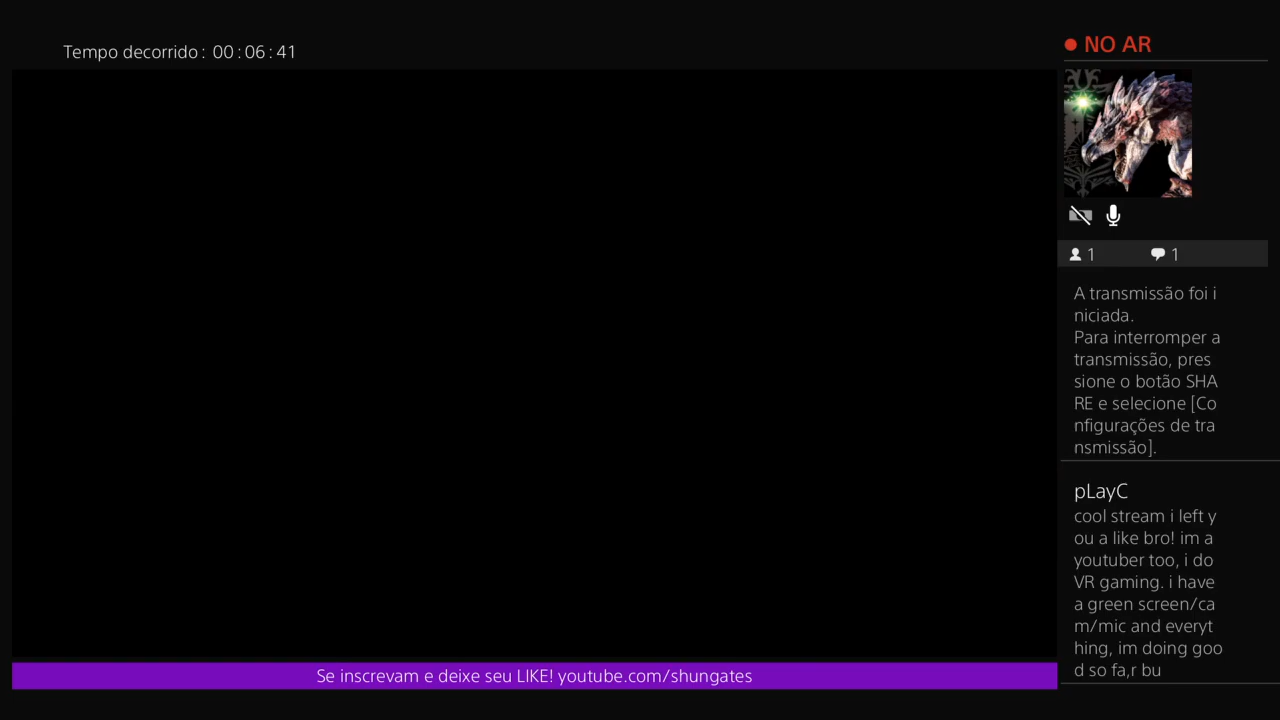 Tempo decorrido: 00:06:41
NO AR
1 1
A transmissão foi i
niciada.
Para interromper a
transmissão, pres
sione o botão SHA
RE e selecione [Co
nfigurações de tra
nsmissão].
pLayC
cool stream i left y
ou a like bro! im a
youtuber too, i do
VR gaming. i have
a green screen/ca
m/mic and everyt
hing, im doing goo
d so fa,r bu
Se inscrevam e deixe seu LIKE! youtube.com/shungates